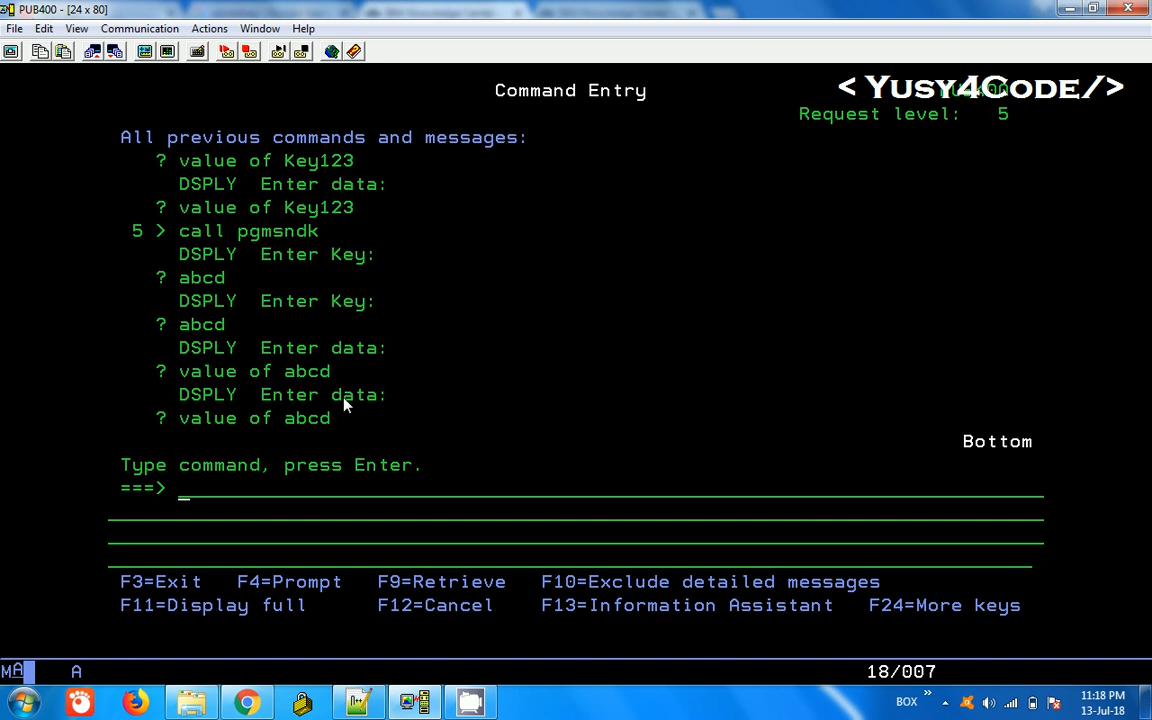 PUB400 - [24 x 80]
File Edit View Communication Actions Window Help
Command Entry
< Yusy4Code/>
Request level: 5
All previous commands and messages:
? value of Key123
DSPLY Enter data:
? value of Key123
5 > call pgmsndk
DSPLY Enter Key:
? abcd
DSPLY Enter Key:
? abcd
DSPLY Enter data:
? value of abcd
DSPLY Enter data:
? value of abcd
Bottom
Type command, press Enter.
===>
F3=Exit F4=Prompt F9=Retrieve F10=Exclude detailed messages
F11=Display full F12=Cancel F13=Information Assistant F24=More keys
MA A 18/007
BOX » 11:18 PM
13-Jul-18